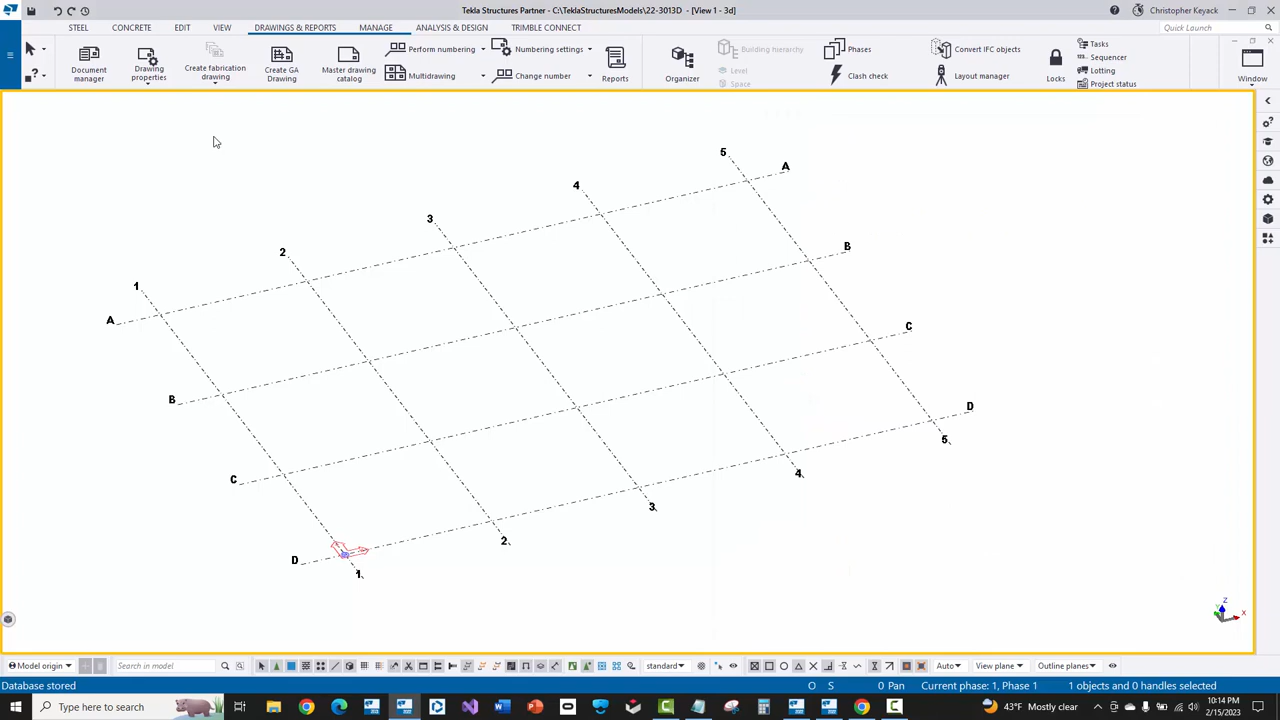 Tekla Structures Partner - C:\TeklaStructuresModels\22-3013D - [View 1 - 3d]
Christopher Keyack
STEEL CONCRETE EDIT VIEW DRAWINGS & REPORTS MANAGE ANALYSIS & DESIGN TRIMBLE CONNECT
Quick Launch
Document manager
Drawing properties
Create fabrication drawing
Create GA Drawing
Master drawing catalog
Perform numbering
Multidrawing
Numbering settings
Change number
Reports
Organizer
Building hierarchy
Level
Space
Phases
Clash check
Convert IFC objects
Layout manager
Locks
Tasks
Sequencer
Lotting
Project status
Window
5
A
4
3
B
2
1
A
C
B
D
5
4
C
3
2
D
1
Z
Y
X
Model origin
Search in model
standard
Auto
View plane
Outline planes
Database stored
O S 0 Pan Current phase: 1, Phase 1 1 objects and 0 handles selected
Type here to search
43°F Mostly clear
10:14 PM
2/15/2023